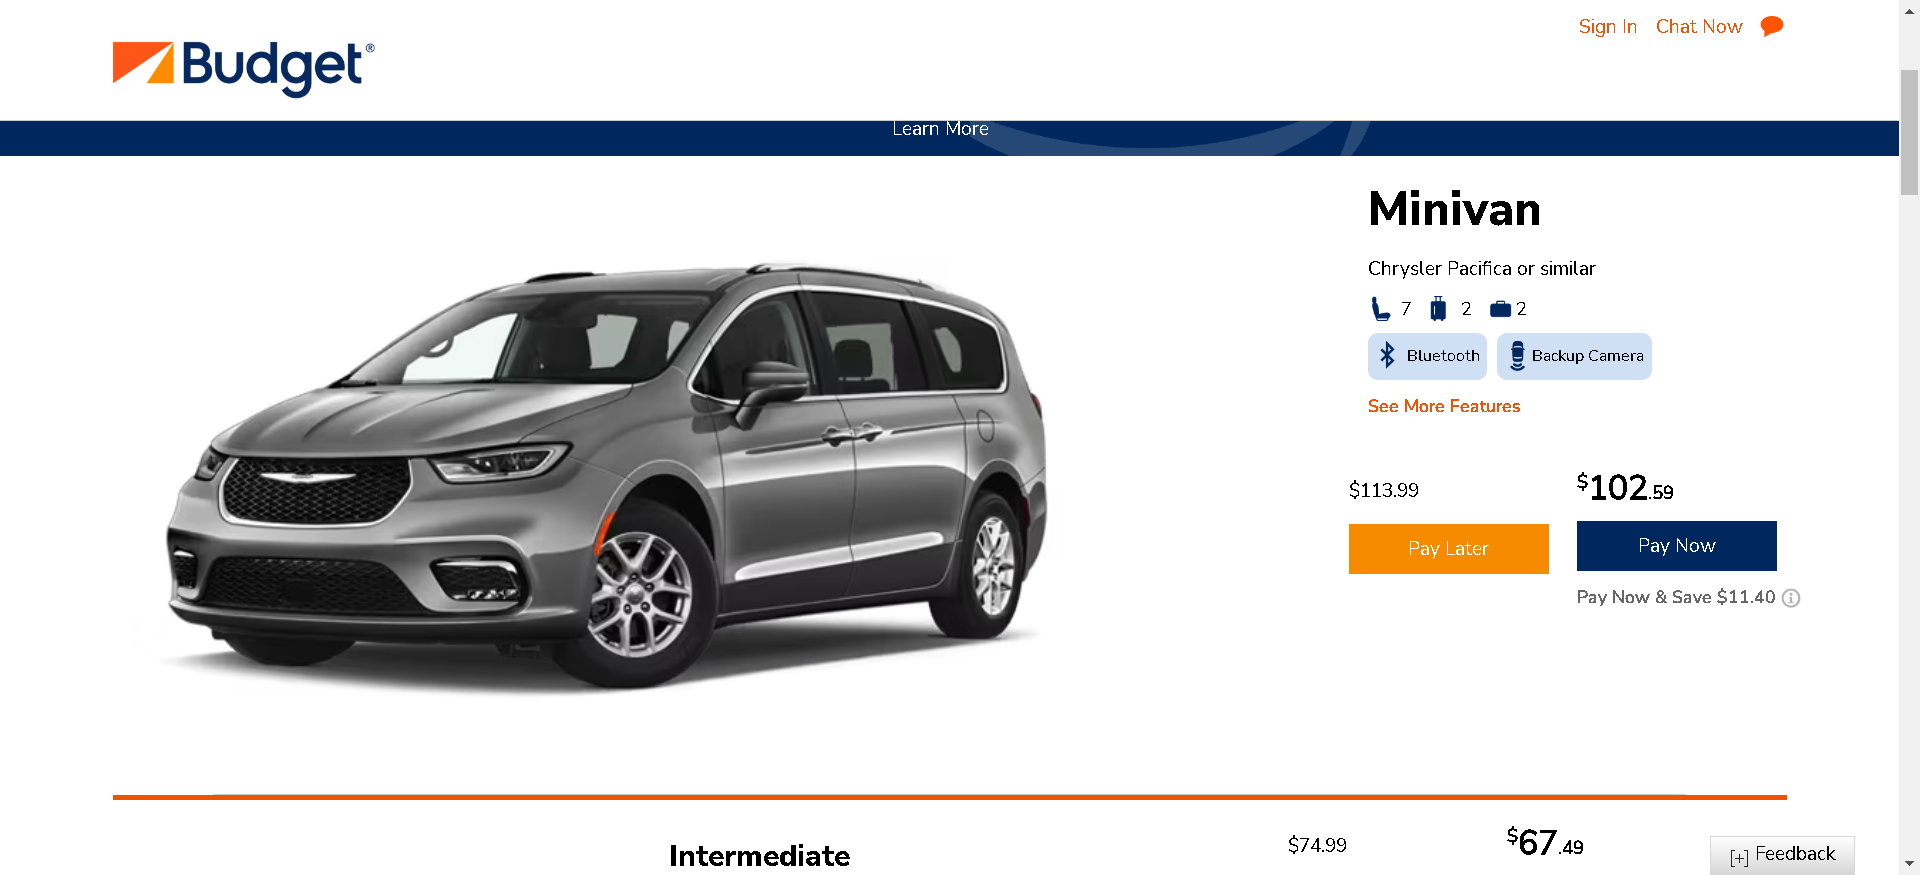 Sign In Chat Now
Budget®
Learn More
Minivan
Chrysler Pacifica or similar
7 2 2
Bluetooth Backup Camera
See More Features
$113.99 $102.59
Pay Later Pay Now
Pay Now & Save $11.40
Intermediate $74.99 $67.49
[+] Feedback